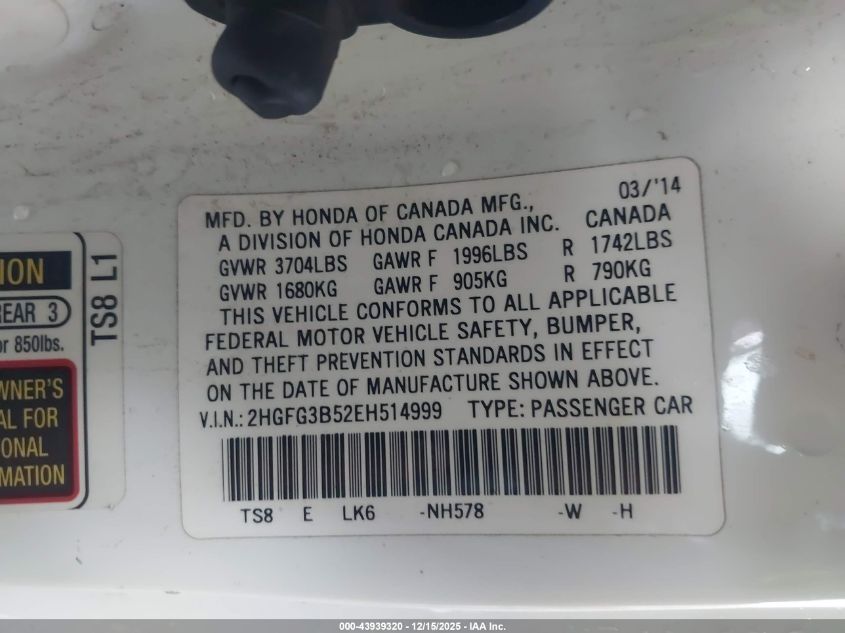 03/'14
MFD. BY HONDA OF CANADA MFG.,
A DIVISION OF HONDA CANADA INC. CANADA
GVWR 3704LBS GAWR F 1996LBS R 1742LBS
GVWR 1680KG GAWR F 905KG R 790KG
THIS VEHICLE CONFORMS TO ALL APPLICABLE
FEDERAL MOTOR VEHICLE SAFETY, BUMPER,
AND THEFT PREVENTION STANDARDS IN EFFECT
ON THE DATE OF MANUFACTURE SHOWN ABOVE.
V.I.N.: 2HGFG3B52EH514999 TYPE: PASSENGER CAR
TS8 E LK6 -NH578 -W -H
ION
REAR 3
or 850lbs.
WNER'S
AL FOR
IONAL
RMATION
TS8 L1
000-43939320 - 12/15/2025 - IAA Inc.